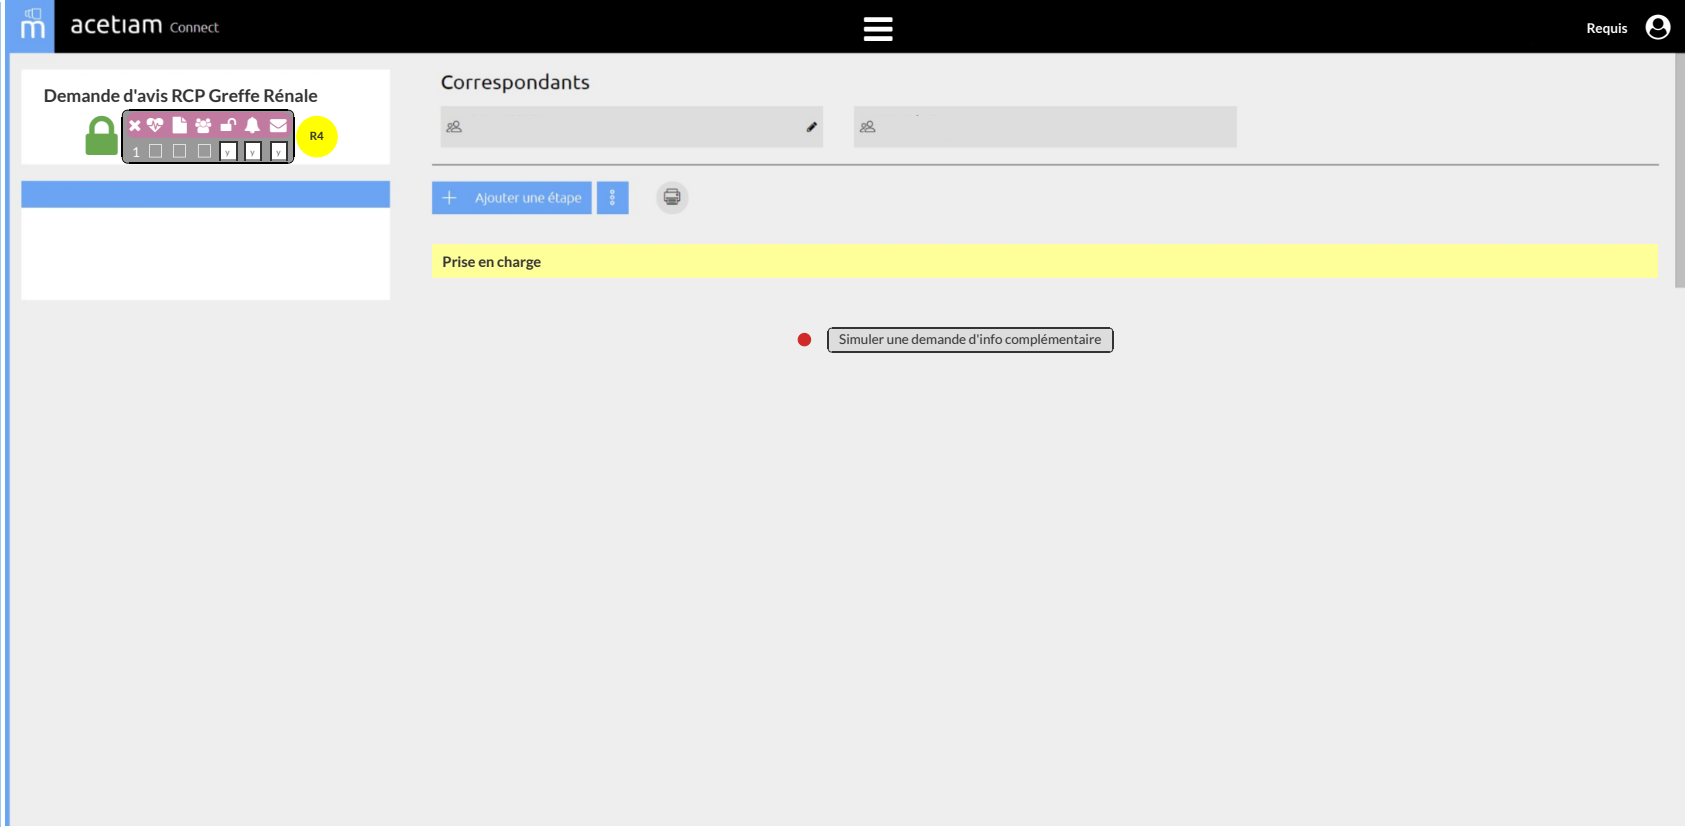 acetiam Connect
Requis
Demande d'avis RCP Greffe Rénale
R4
1 y y y
Correspondants
Ajouter une étape
Prise en charge
Simuler une demande d'info complémentaire